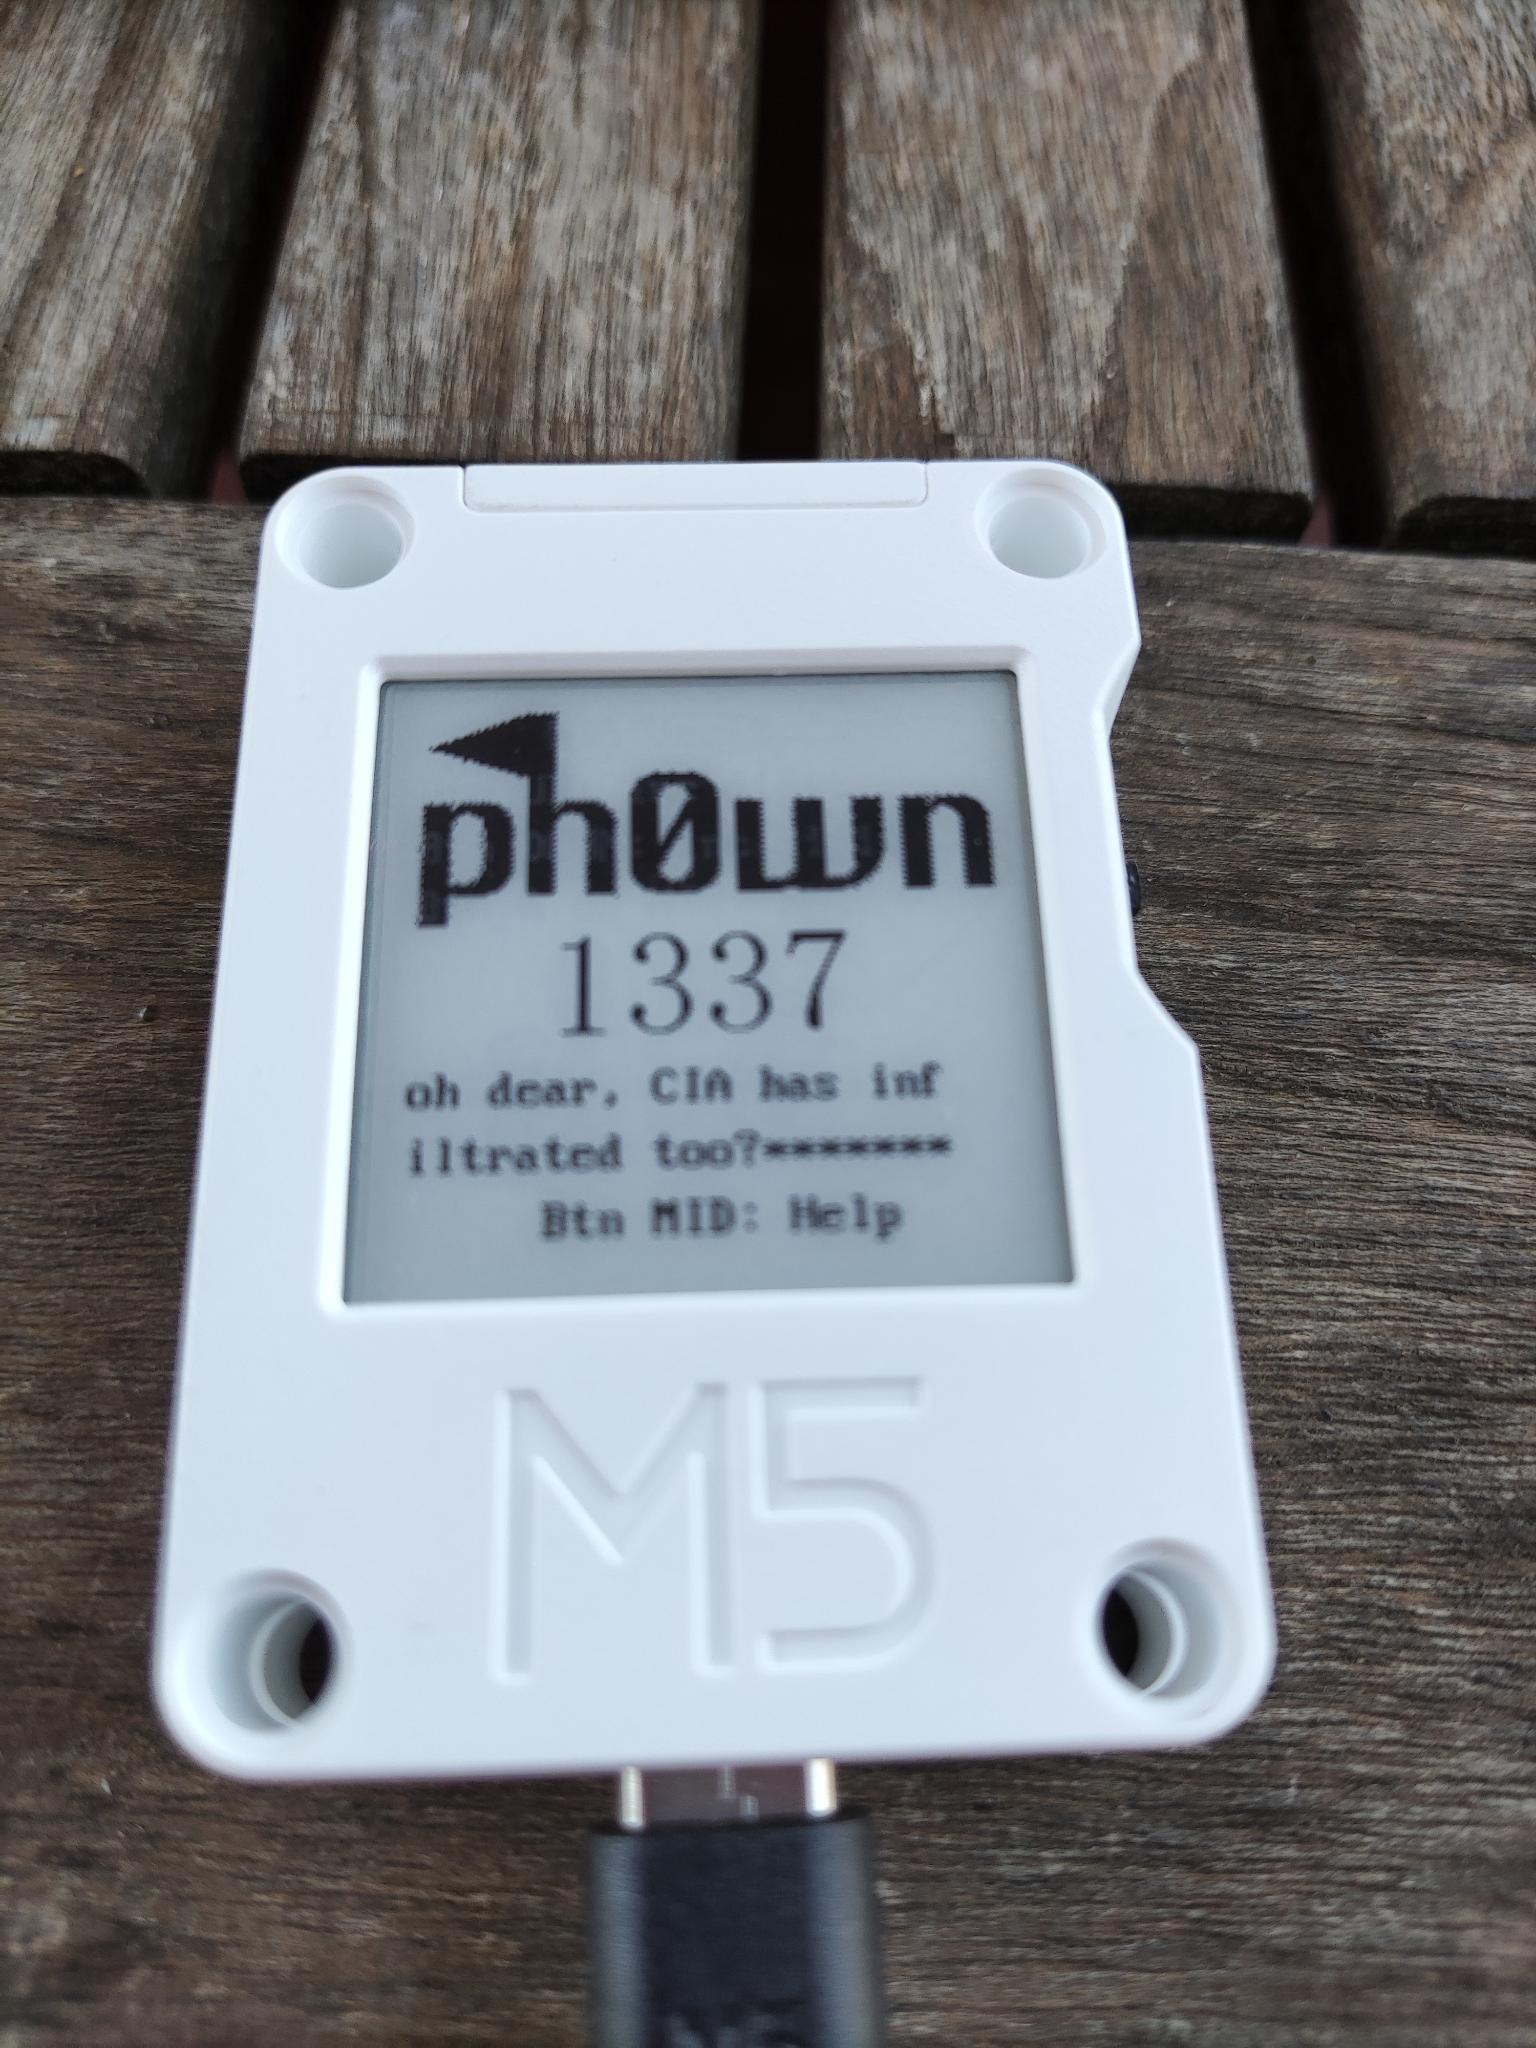 ph0wn
1337
oh dear, CIA has inf
iltrated too?*******
Btn MID: Help
M5